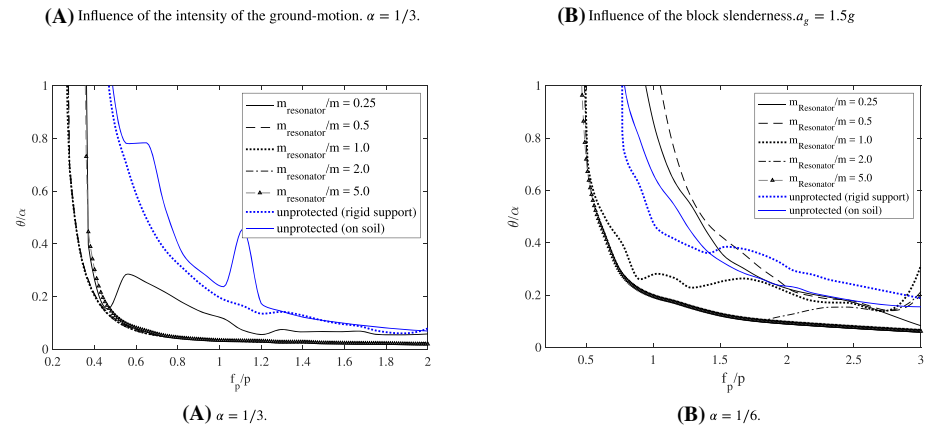 (A) Influence of the intensity of the ground-motion. α = 1/3.
(B) Influence of the block slenderness.a_g = 1.5g
1
0.8
0.6
0.4
0.2
0
θ/α
0.2 0.4 0.6 0.8 1 1.2 1.4 1.6 1.8 2
f_p/p
m_resonator/m = 0.25
m_resonator/m = 0.5
m_resonator/m = 1.0
m_resonator/m = 2.0
m_resonator/m = 5.0
unprotected (rigid support)
unprotected (on soil)
(A) α = 1/3.
1
0.8
0.6
0.4
0.2
0
θ/α
0.5 1 1.5 2 2.5 3
f_p/p
m_Resonator/m = 0.25
m_Resonator/m = 0.5
m_Resonator/m = 1.0
m_Resonator/m = 2.0
m_Resonator/m = 5.0
unprotected (rigid support)
unprotected (on soil)
(B) α = 1/6.